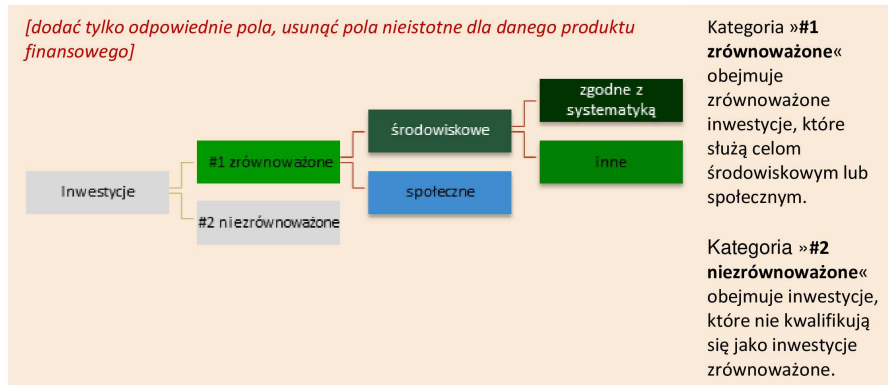 [dodać tylko odpowiednie pola, usunąć pola nieistotne dla danego produktu
finansowego]
Inwestycje
#1 zrównoważone
#2 niezrównoważone
środowiskowe
społeczne
zgodne z
systematyką
inne
Kategoria »#1
zrównoważone«
obejmuje
zrównoważone
inwestycje, które
służą celom
środowiskowym lub
społecznym.
Kategoria »#2
niezrównoważone«
obejmuje inwestycje,
które nie kwalifikują
się jako inwestycje
zrównoważone.